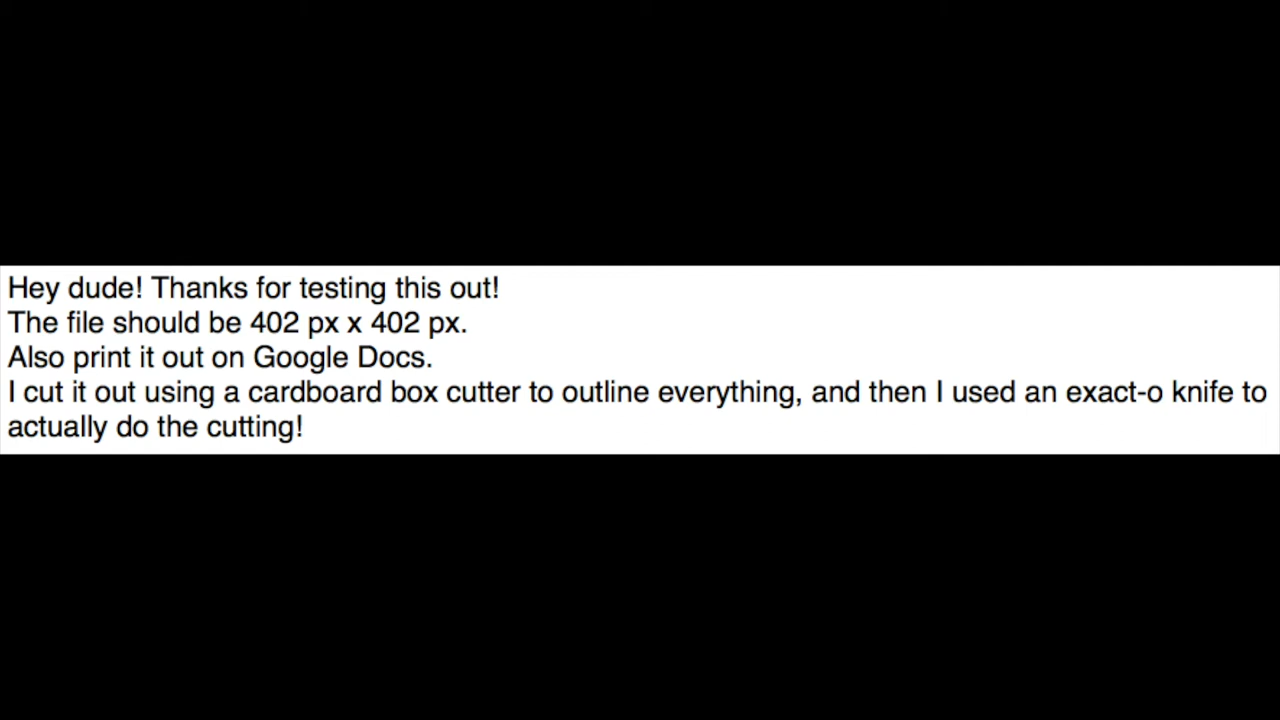 Hey dude! Thanks for testing this out!
The file should be 402 px x 402 px.
Also print it out on Google Docs.
I cut it out using a cardboard box cutter to outline everything, and then I used an exact-o knife to
actually do the cutting!